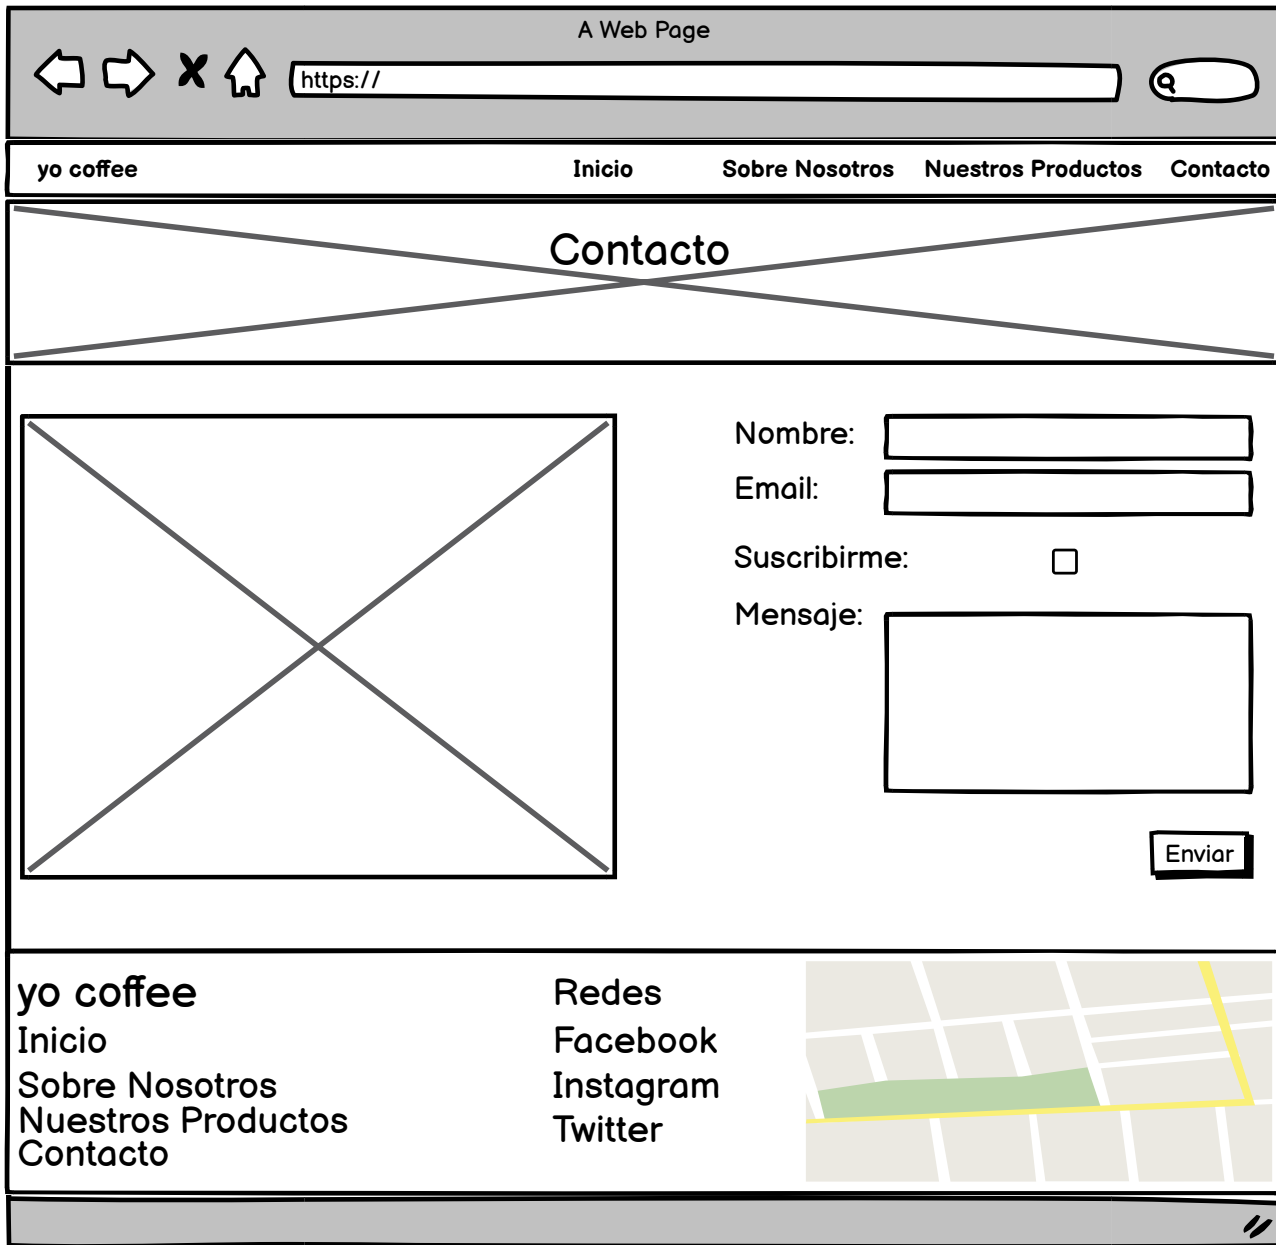 A Web Page
https://
yo coffee Inicio Sobre Nosotros Nuestros Productos Contacto
Contacto
Nombre:
Email:
Suscribirme:
Mensaje:
Enviar
yo coffee
Inicio
Sobre Nosotros
Nuestros Productos
Contacto
Redes
Facebook
Instagram
Twitter